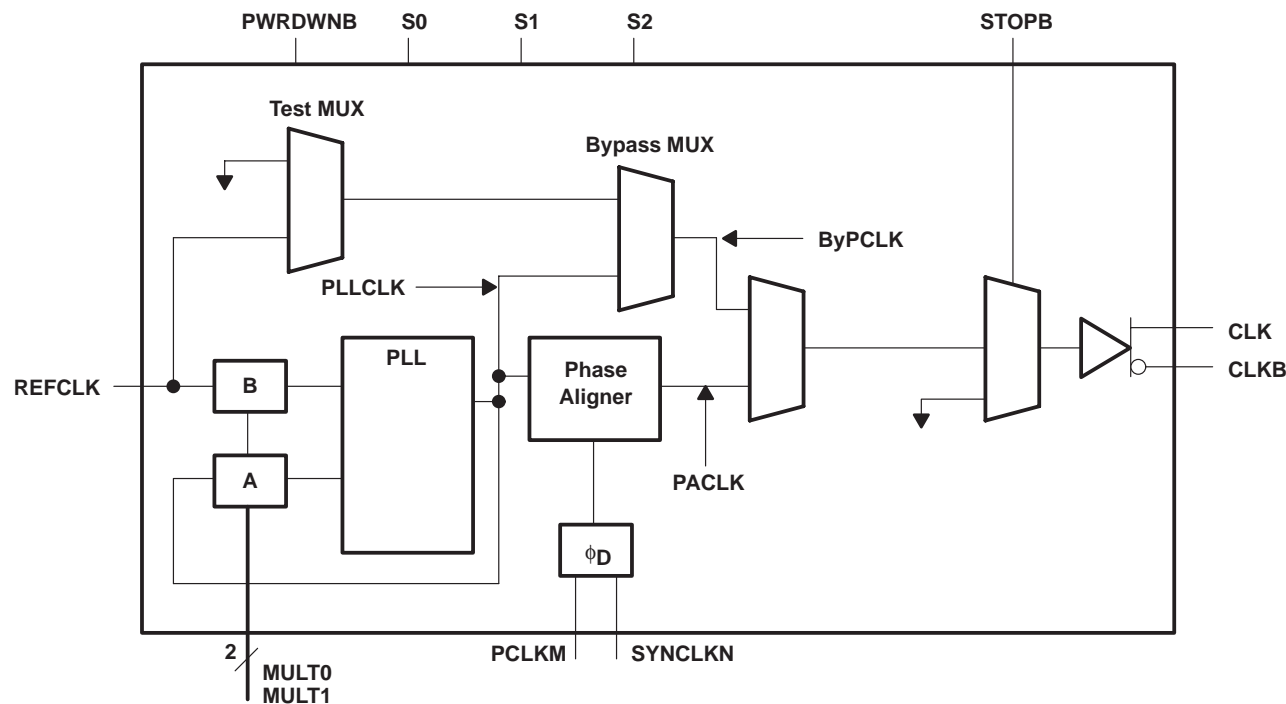 PWRDWNB S0 S1 S2 STOPB
Test MUX
Bypass MUX
ByPCLK
PLLCLK
PLL
Phase
Aligner
CLK
CLKB
REFCLK
B
A
PACLK
ϕD
2
MULT0
MULT1
PCLKM SYNCLKN